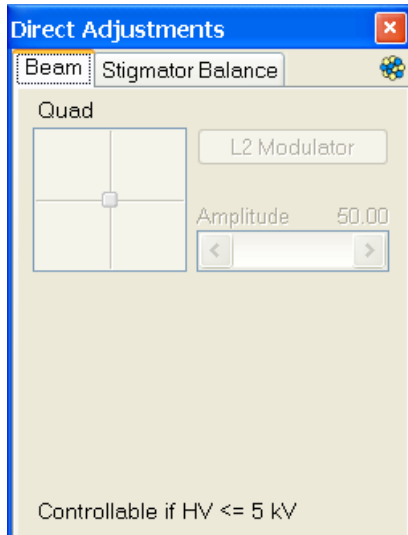 Direct Adjustments
Beam Stigmator Balance
Quad
L2 Modulator
Amplitude 50.00
Controllable if HV <= 5 kV